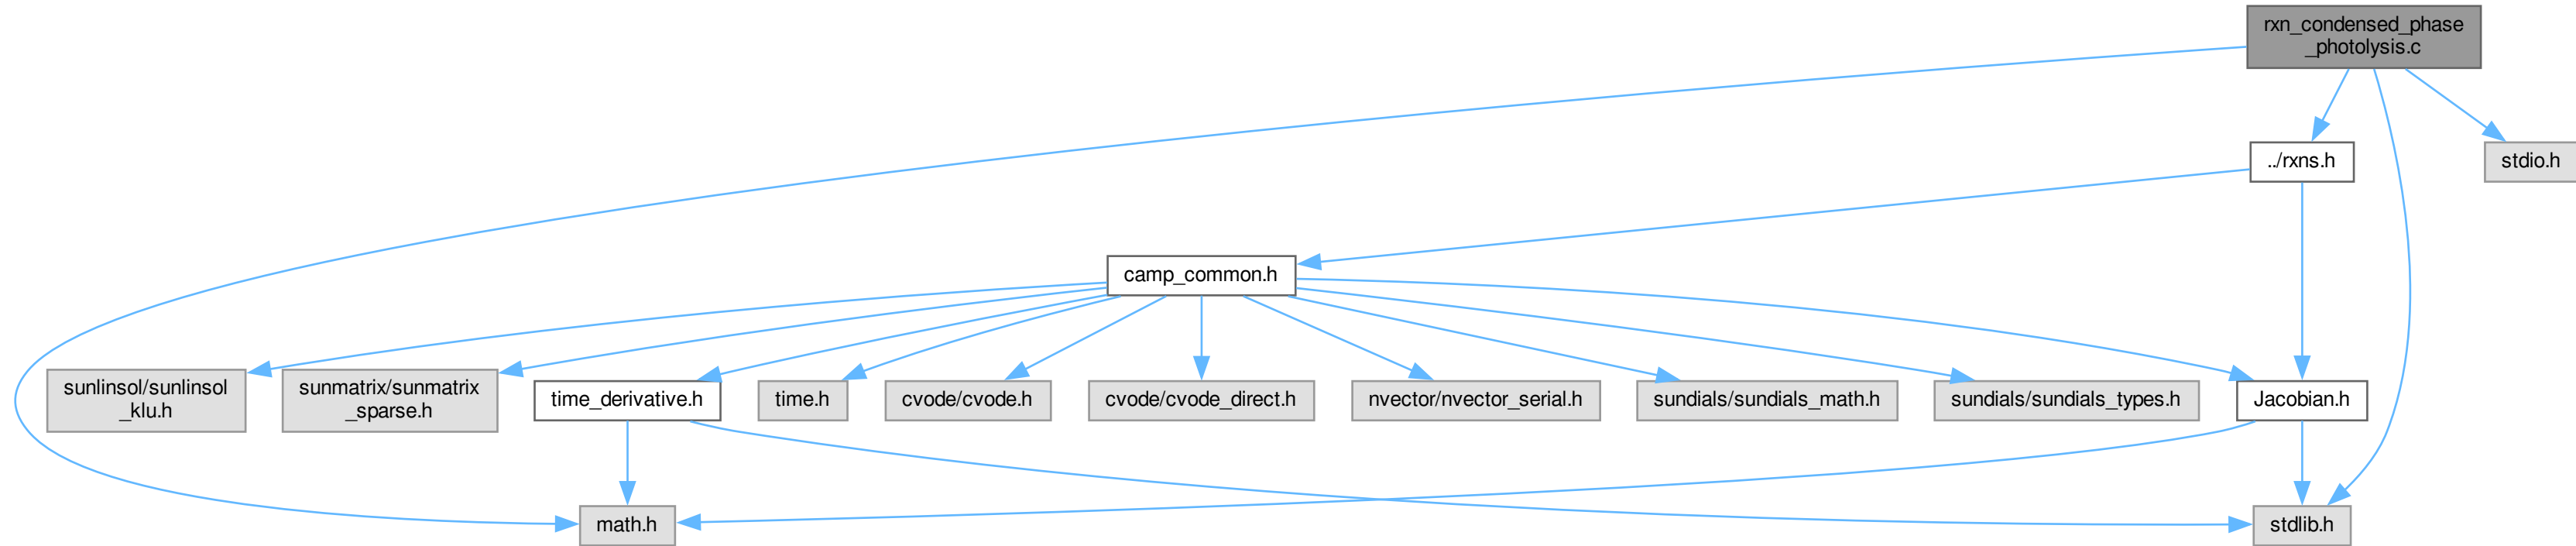 rxn_condensed_phase
_photolysis.c
../rxns.h
stdio.h
camp_common.h
sunlinsol/sunlinsol
_klu.h
sunmatrix/sunmatrix
_sparse.h
time_derivative.h
time.h
cvode/cvode.h
cvode/cvode_direct.h
nvector/nvector_serial.h
sundials/sundials_math.h
sundials/sundials_types.h
Jacobian.h
math.h
stdlib.h